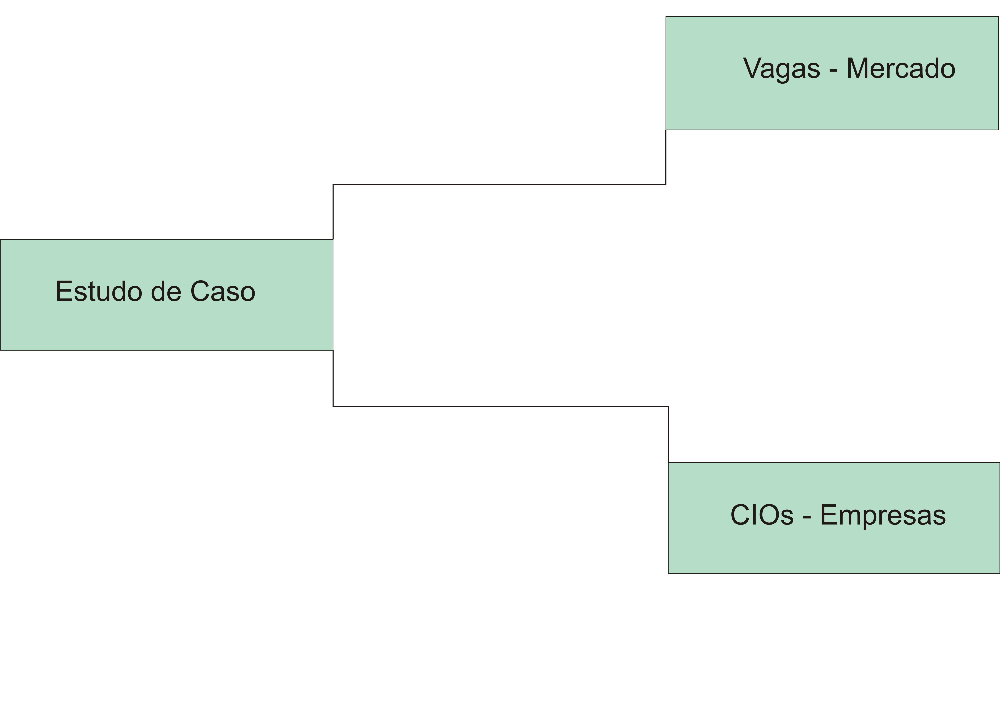 Vagas - Mercado
Estudo de Caso
CIOs - Empresas